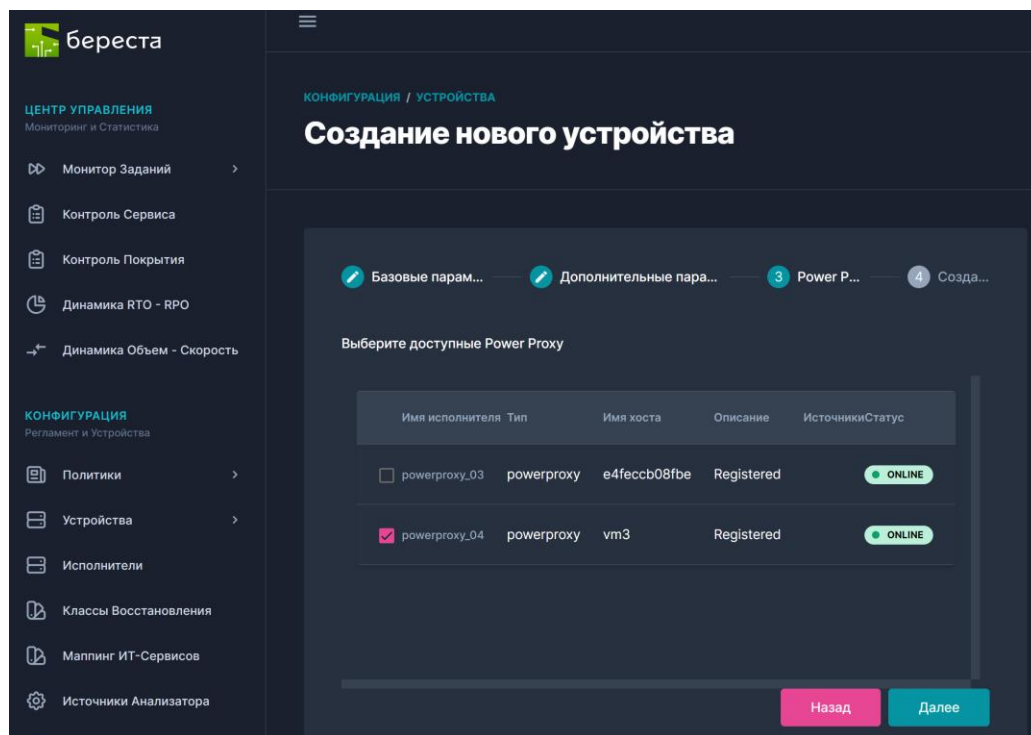 береста
ЦЕНТР УПРАВЛЕНИЯ
Мониторинг и Статистика
Монитор Заданий
Контроль Сервиса
Контроль Покрытия
Динамика RTO - RPO
Динамика Объем - Скорость
КОНФИГУРАЦИЯ
Регламент и Устройства
Политики
Устройства
Исполнители
Классы Восстановления
Маппинг ИТ-Сервисов
Источники Анализатора
КОНФИГУРАЦИЯ / УСТРОЙСТВА
Создание нового устройства
Базовые парам... Дополнительные пара... 3 Power P... 4 Созда...
Выберите доступные Power Proxy
Имя исполнителя Тип Имя хоста Описание Источники Статус
powerproxy_03 powerproxy e4feccb08fbe Registered ONLINE
powerproxy_04 powerproxy vm3 Registered ONLINE
Назад Далее